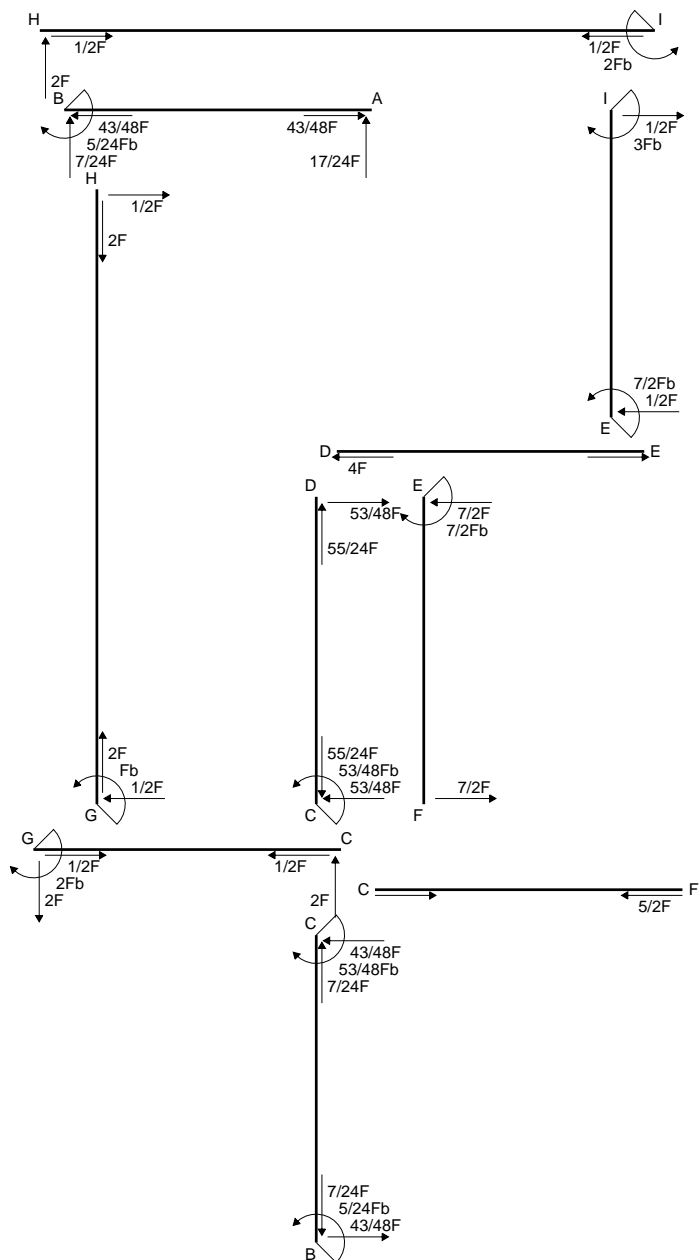 H I
1/2F 1/2F
2Fb
2F
B A I
43/48F 43/48F 1/2F
5/24Fb 3Fb
7/24F 17/24F
H
1/2F
2F
7/2Fb
1/2F
E
D E
4F
D E
53/48F 7/2F
7/2Fb
55/24F
2F 55/24F
Fb 53/48Fb
1/2F 53/48F 7/2F
G C F
G C
1/2F 1/2F
2Fb
2F 2F
C F
5/2F
C
43/48F
53/48Fb
7/24F
7/24F
5/24Fb
43/48F
B